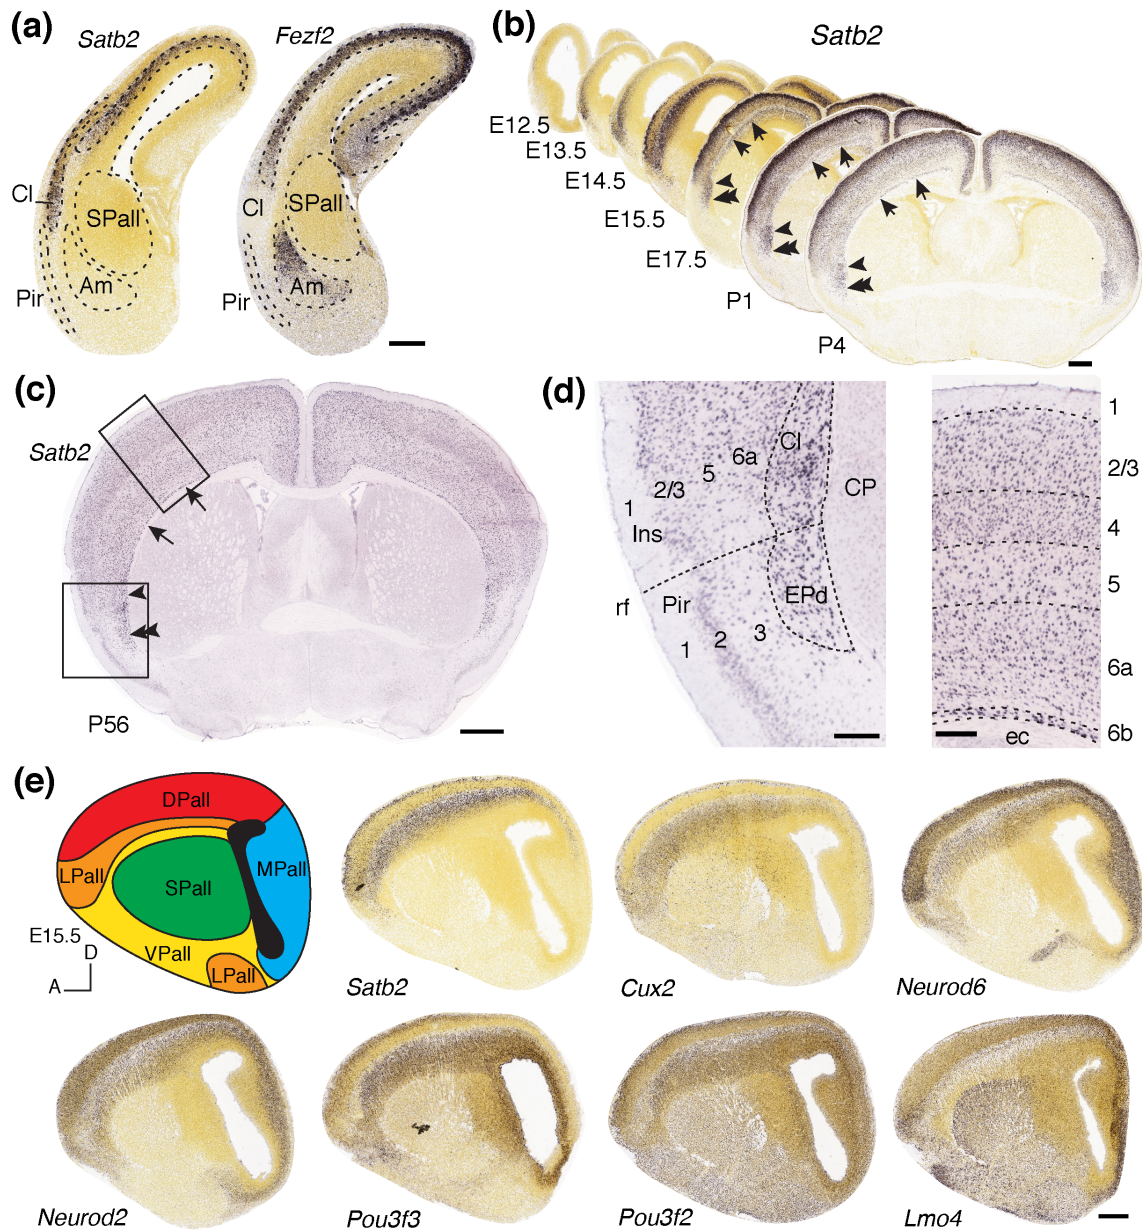 (a)
Satb2
Fezf2
Cl
SPall
Am
Pir
Cl
SPall
Am
Pir
(b)
Satb2
E12.5
E13.5
E14.5
E15.5
E17.5
P1
P4
(c)
Satb2
P56
(d)
1
2/3
5
6a
Cl
CP
Ins
rf
Pir
EPd
1
2
3
1
2/3
4
5
6a
6b
ec
(e)
DPall
LPall
SPall
MPall
VPall
LPall
E15.5
D
A
Satb2
Cux2
Neurod6
Neurod2
Pou3f3
Pou3f2
Lmo4